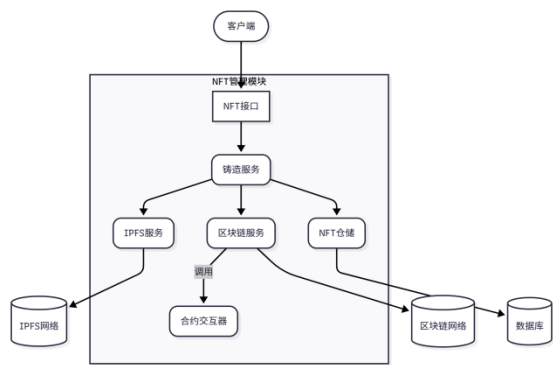 客户端
NFT管理模块
NFT接口
铸造服务
IPFS服务
区块链服务
NFT仓储
调用
合约交互器
IPFS网络
区块链网络
数据库